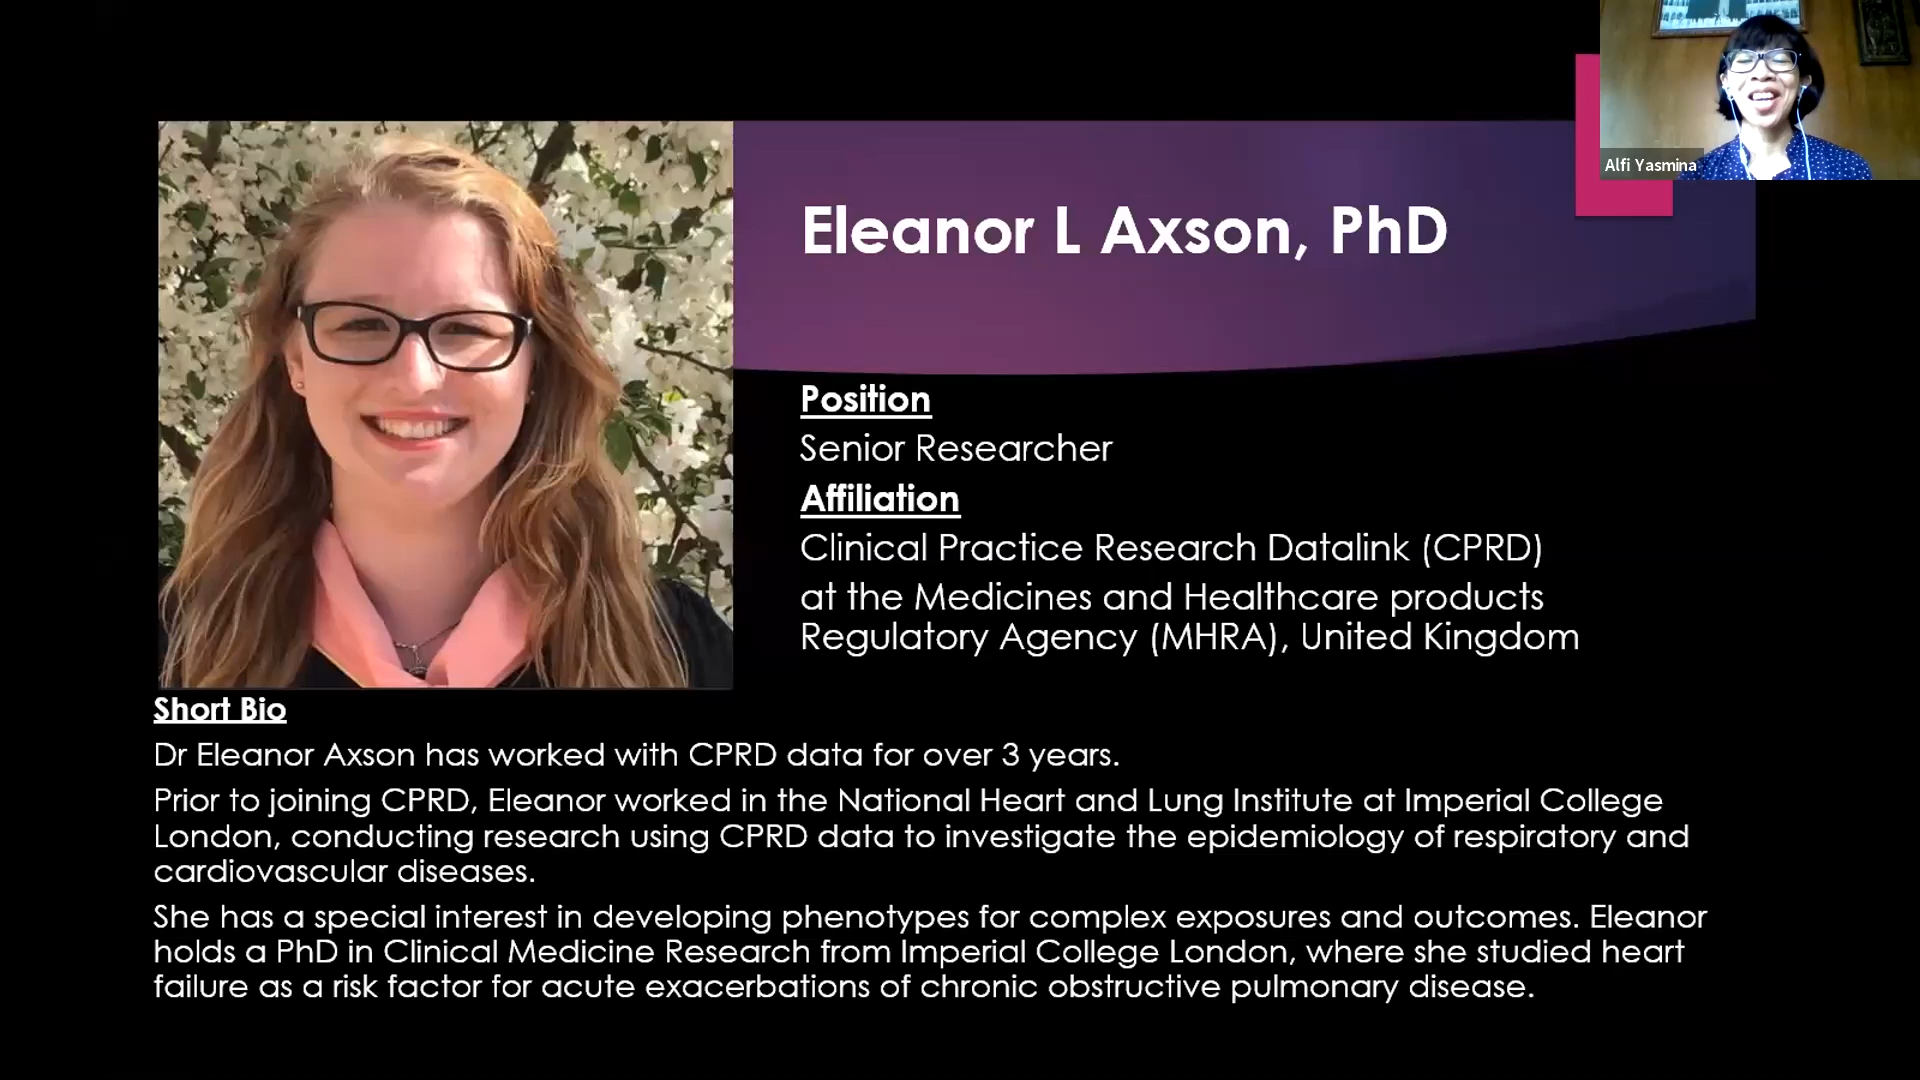 Alfi Yasmina
Eleanor L Axson, PhD
Position
Senior Researcher
Affiliation
Clinical Practice Research Datalink (CPRD)
at the Medicines and Healthcare products
Regulatory Agency (MHRA), United Kingdom
Short Bio
Dr Eleanor Axson has worked with CPRD data for over 3 years.
Prior to joining CPRD, Eleanor worked in the National Heart and Lung Institute at Imperial College
London, conducting research using CPRD data to investigate the epidemiology of respiratory and
cardiovascular diseases.
She has a special interest in developing phenotypes for complex exposures and outcomes. Eleanor
holds a PhD in Clinical Medicine Research from Imperial College London, where she studied heart
failure as a risk factor for acute exacerbations of chronic obstructive pulmonary disease.